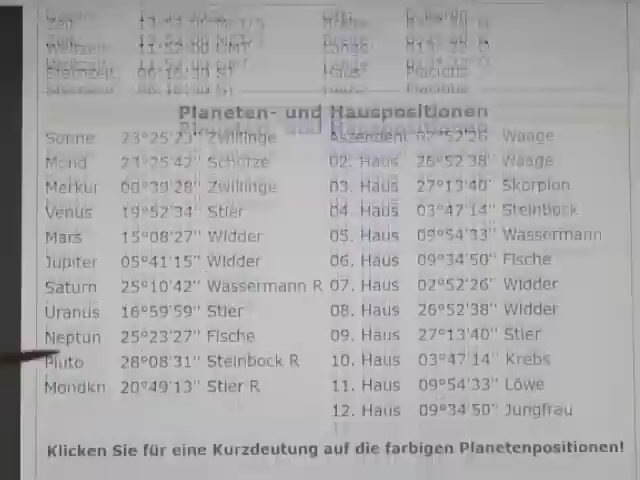 Planeten- und Hauspositionen
Sonne 23°25'23" Zwillinge Aszendent 02°52'26" Waage
Mond 23°25'42" Schütze 02. Haus 26°52'38" Waage
Merkur 00°39'28" Zwillinge 03. Haus 27°13'40" Skorpion
Venus 19°52'34" Stier 04. Haus 03°47'14" Steinbock
Mars 15°08'27" Widder 05. Haus 09°54'33" Wassermann
Jupiter 05°41'15" Widder 06. Haus 09°34'50" Fische
Saturn 25°10'42" Wassermann R 07. Haus 02°52'26" Widder
Uranus 16°59'59" Stier 08. Haus 26°52'38" Widder
Neptun 25°23'27" Fische 09. Haus 27°13'40" Stier
Pluto 28°08'31" Steinbock R 10. Haus 03°47'14" Krebs
Mondkn 20°49'13" Stier R 11. Haus 09°54'33" Löwe
12. Haus 09°34'50" Jungfrau
Klicken Sie für eine Kurzdeutung auf die farbigen Planetenpositionen!